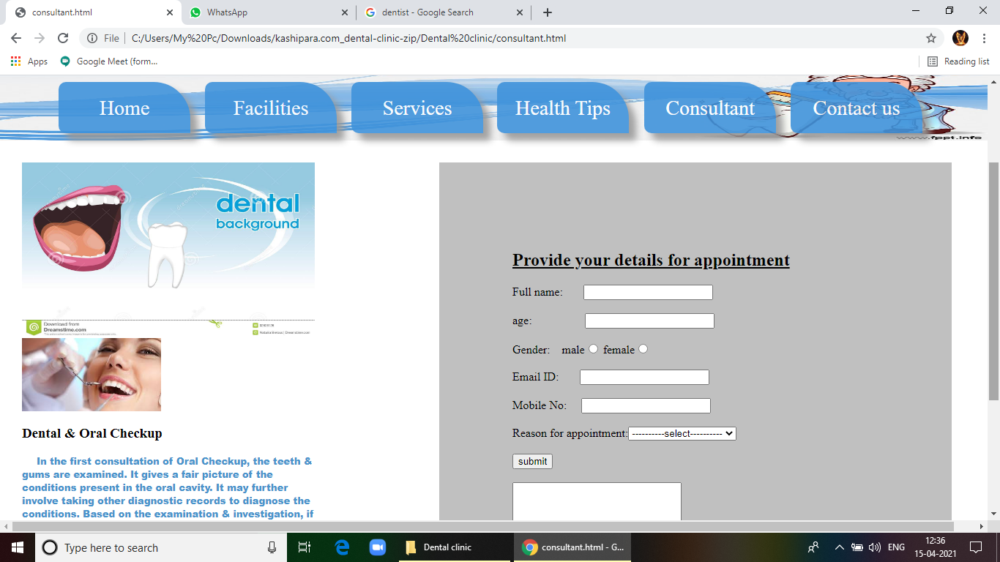 consultant.html
WhatsApp
dentist - Google Search
File
C:/Users/My%20Pc/Downloads/kashipara.com_dental-clinic-zip/Dental%20clinic/consultant.html
Apps
Google Meet (form...
Reading list
Home
Facilities
Services
Health Tips
Consultant
Contact us
www.fppt.info
dental
background
Download from
Dreamstime.com
Provide your details for appointment
Full name:
age:
Gender: male female
Email ID:
Mobile No:
Reason for appointment: ----------select----------
submit
Dental & Oral Checkup
In the first consultation of Oral Checkup, the teeth &
gums are examined. It gives a fair picture of the
conditions present in the oral cavity. It may further
involve taking other diagnostic records to diagnose the
conditions. Based on the examination & investigation, if
Type here to search
Dental clinic
consultant.html - G...
ENG
12:36
15-04-2021